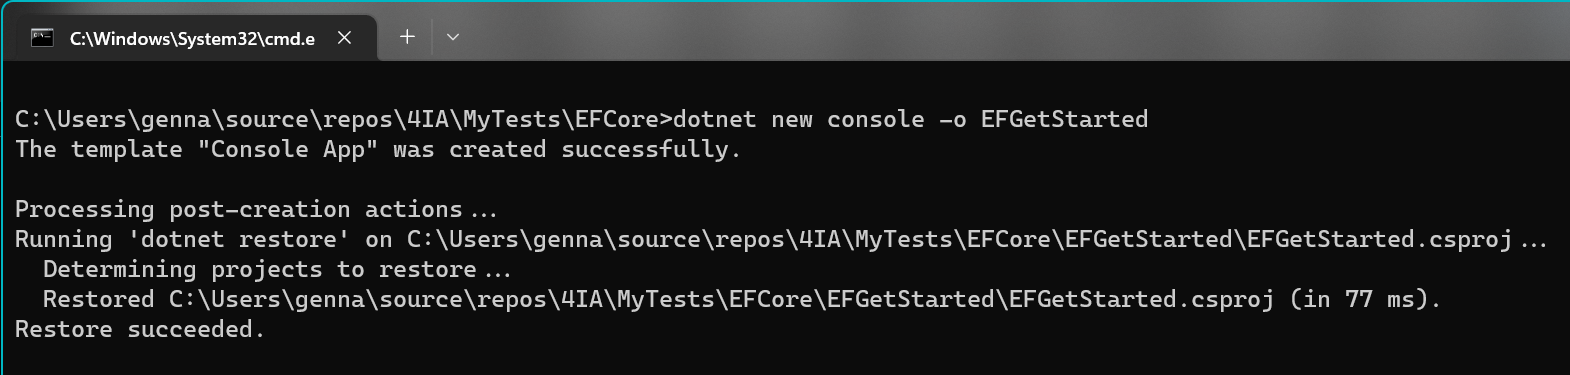 C:\Windows\System32\cmd.e
C:\Users\genna\source\repos\4IA\MyTests\EFCore>dotnet new console -o EFGetStarted
The template "Console App" was created successfully.
Processing post-creation actions...
Running 'dotnet restore' on C:\Users\genna\source\repos\4IA\MyTests\EFCore\EFGetStarted\EFGetStarted.csproj...
  Determining projects to restore...
  Restored C:\Users\genna\source\repos\4IA\MyTests\EFCore\EFGetStarted\EFGetStarted.csproj (in 77 ms).
Restore succeeded.